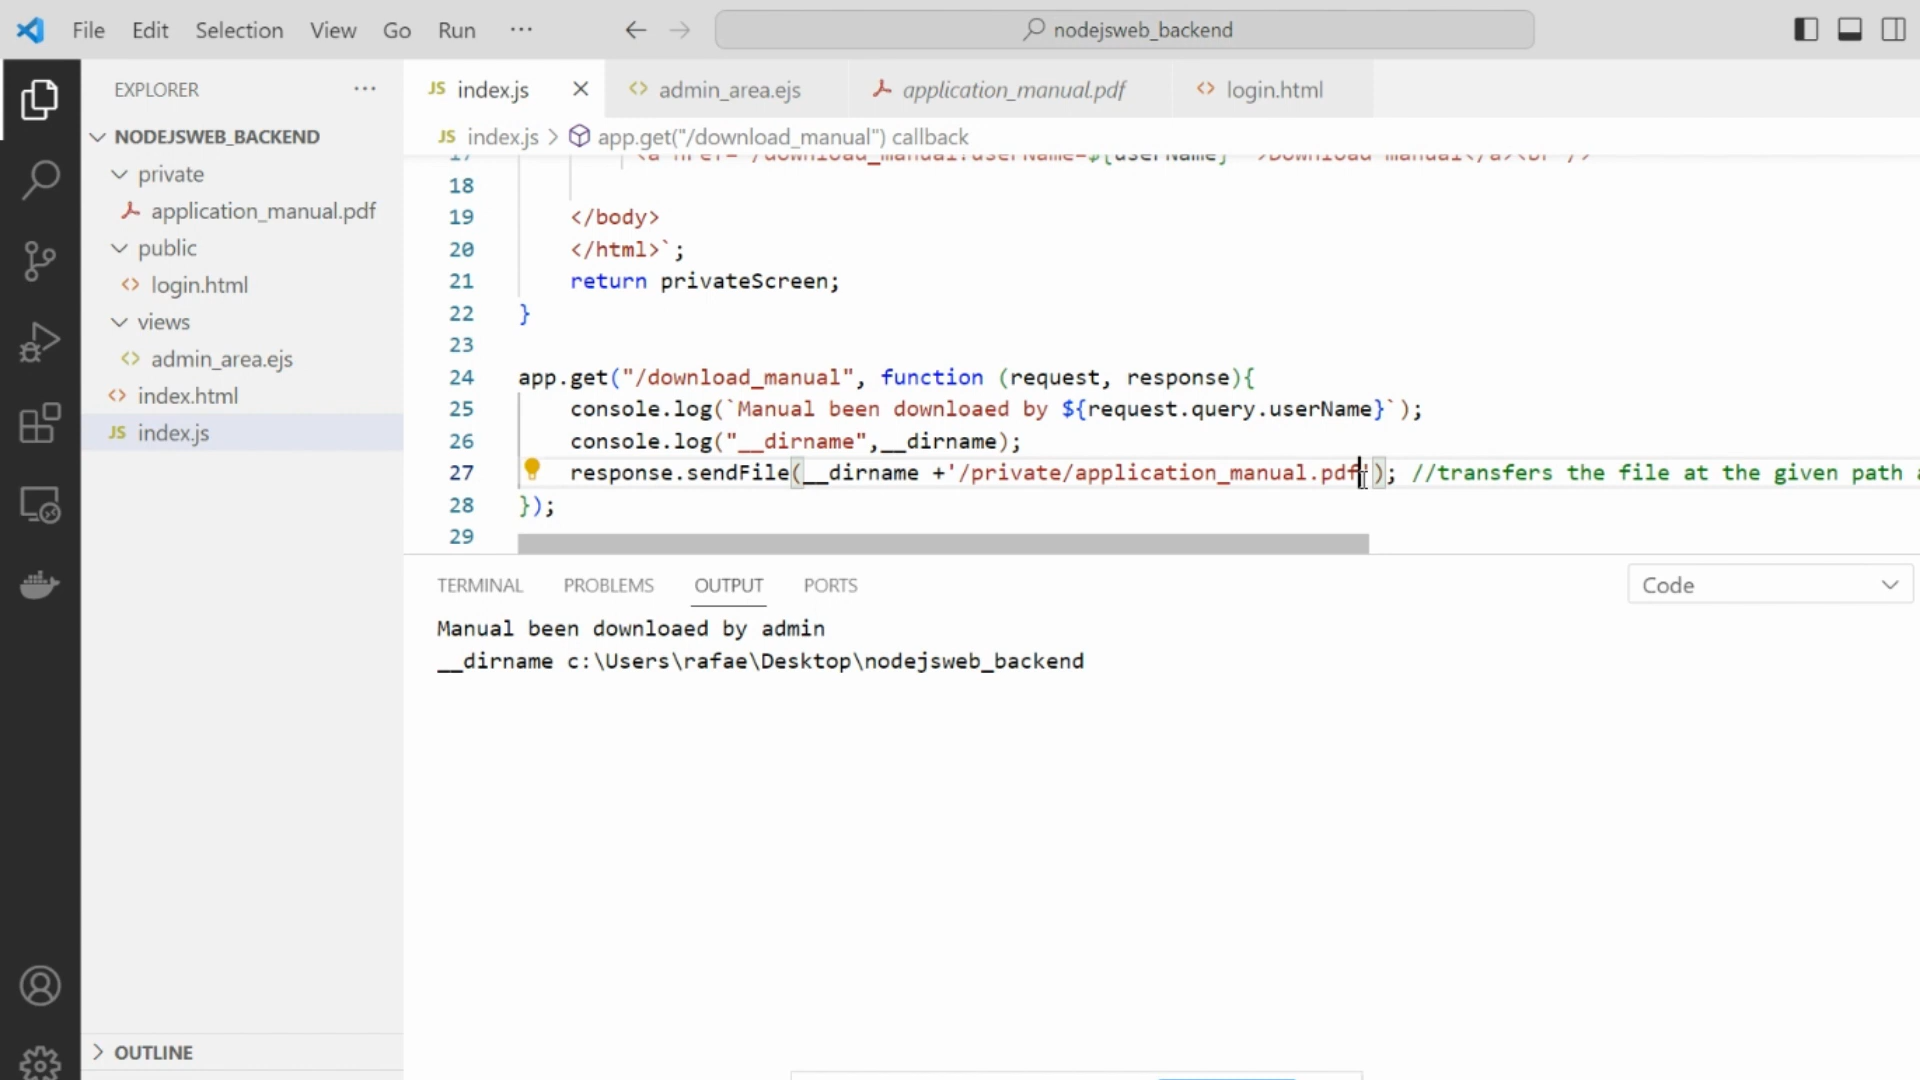 File Edit Selection View Go Run ···
nodejsweb_backend
EXPLORER ···
NODEJSWEB_BACKEND
private
application_manual.pdf
public
login.html
views
admin_area.ejs
index.html
JS index.js
OUTLINE
JS index.js
admin_area.ejs
application_manual.pdf
login.html
JS index.js > app.get("/download_manual") callback
18
19 </body>
20 </html>`;
21 return privateScreen;
22 }
23
24 app.get("/download_manual", function (request, response){
25 console.log(`Manual been downloaed by ${request.query.userName}`);
26 console.log("__dirname",__dirname);
27 response.sendFile(__dirname +'/private/application_manual.pdf'); //transfers the file at the given path
28 });
29
TERMINAL PROBLEMS OUTPUT PORTS
Code
Manual been downloaed by admin
__dirname c:\Users\rafae\Desktop\nodejsweb_backend